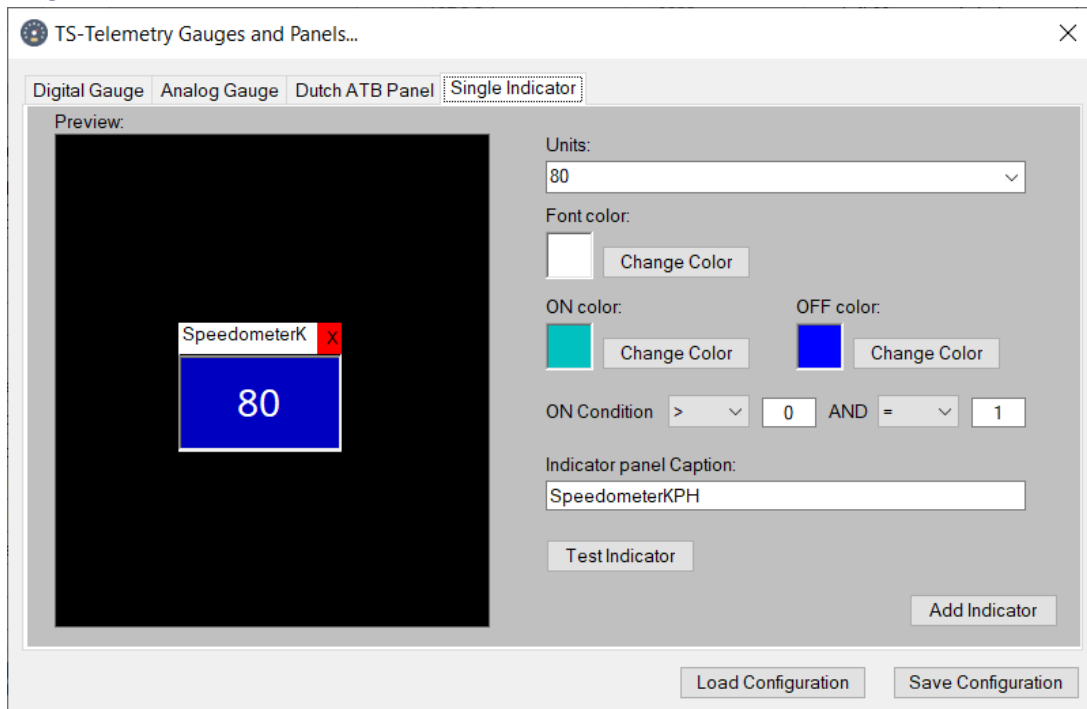 TS-Telemetry Gauges and Panels...
Digital Gauge Analog Gauge Dutch ATB Panel Single Indicator
Preview:
SpeedometerK X
80
Units:
80
Font color:
Change Color
ON color: OFF color:
Change Color Change Color
ON Condition > 0 AND = 1
Indicator panel Caption:
SpeedometerKPH
Test Indicator
Add Indicator
Load Configuration Save Configuration